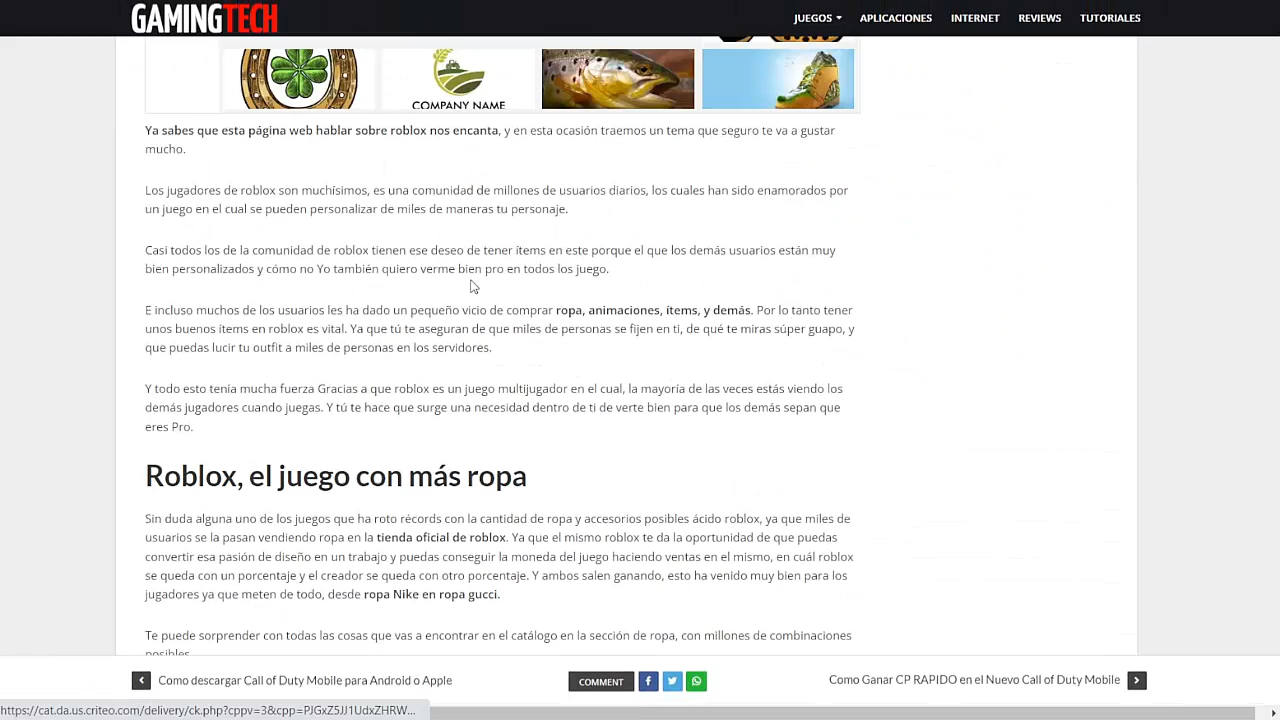 GAMINGTECH
JUEGOS APLICACIONES INTERNET REVIEWS TUTORIALES
COMPANY NAME
Ya sabes que esta página web hablar sobre roblox nos encanta, y en esta ocasión traemos un tema que seguro te va a gustar
mucho.
Los jugadores de roblox son muchísimos, es una comunidad de millones de usuarios diarios, los cuales han sido enamorados por
un juego en el cual se pueden personalizar de miles de maneras tu personaje.
Casi todos los de la comunidad de roblox tienen ese deseo de tener ítems en este porque el que los demás usuarios están muy
bien personalizados y cómo no Yo también quiero verme bien pro en todos los juego.
E incluso muchos de los usuarios les ha dado un pequeño vicio de comprar ropa, animaciones, ítems, y demás. Por lo tanto tener
unos buenos ítems en roblox es vital. Ya que tú te aseguran de que miles de personas se fijen en ti, de qué te miras súper guapo, y
que puedas lucir tu outfit a miles de personas en los servidores.
Y todo esto tenía mucha fuerza Gracias a que roblox es un juego multijugador en el cual, la mayoría de las veces estás viendo los
demás jugadores cuando juegas. Y tú te hace que surge una necesidad dentro de ti de verte bien para que los demás sepan que
eres Pro.
Roblox, el juego con más ropa
Sin duda alguna uno de los juegos que ha roto récords con la cantidad de ropa y accesorios posibles ácido roblox, ya que miles de
usuarios se la pasan vendiendo ropa en la tienda oficial de roblox. Ya que el mismo roblox te da la oportunidad de que puedas
convertir esa pasión de diseño en un trabajo y puedas conseguir la moneda del juego haciendo ventas en el mismo, en cuál roblox
se queda con un porcentaje y el creador se queda con otro porcentaje. Y ambos salen ganando, esto ha venido muy bien para los
jugadores ya que meten de todo, desde ropa Nike en ropa gucci.
Te puede sorprender con todas las cosas que vas a encontrar en el catálogo en la sección de ropa, con millones de combinaciones
posibles.
Como descargar Call of Duty Mobile para Android o Apple
COMMENT
Como Ganar CP RAPIDO en el Nuevo Call of Duty Mobile
https://cat.da.us.criteo.com/delivery/ck.php?cppv=3&cpp=PJGxZ5JJ1UdxZHRW...